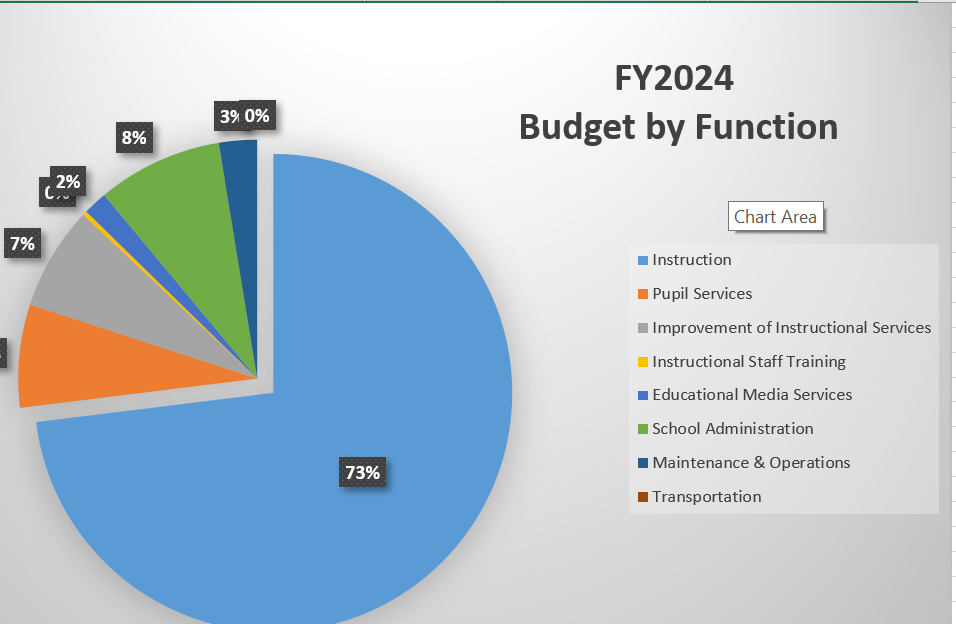 FY2024
Budget by Function
3% 0%
8%
2%
7%
Chart Area
Instruction
Pupil Services
Improvement of Instructional Services
Instructional Staff Training
Educational Media Services
School Administration
Maintenance & Operations
Transportation
73%